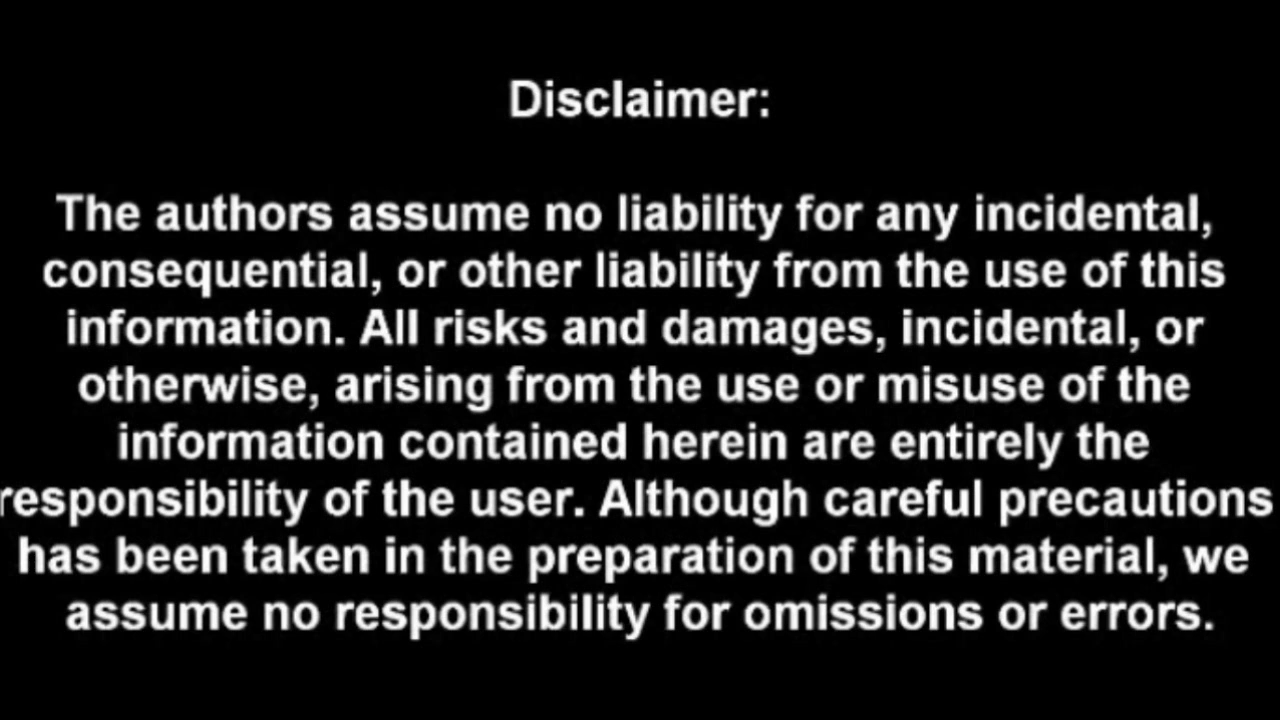 Disclaimer:
The authors assume no liability for any incidental,
consequential, or other liability from the use of this
information. All risks and damages, incidental, or
otherwise, arising from the use or misuse of the
information contained herein are entirely the
responsibility of the user. Although careful precautions
has been taken in the preparation of this material, we
assume no responsibility for omissions or errors.